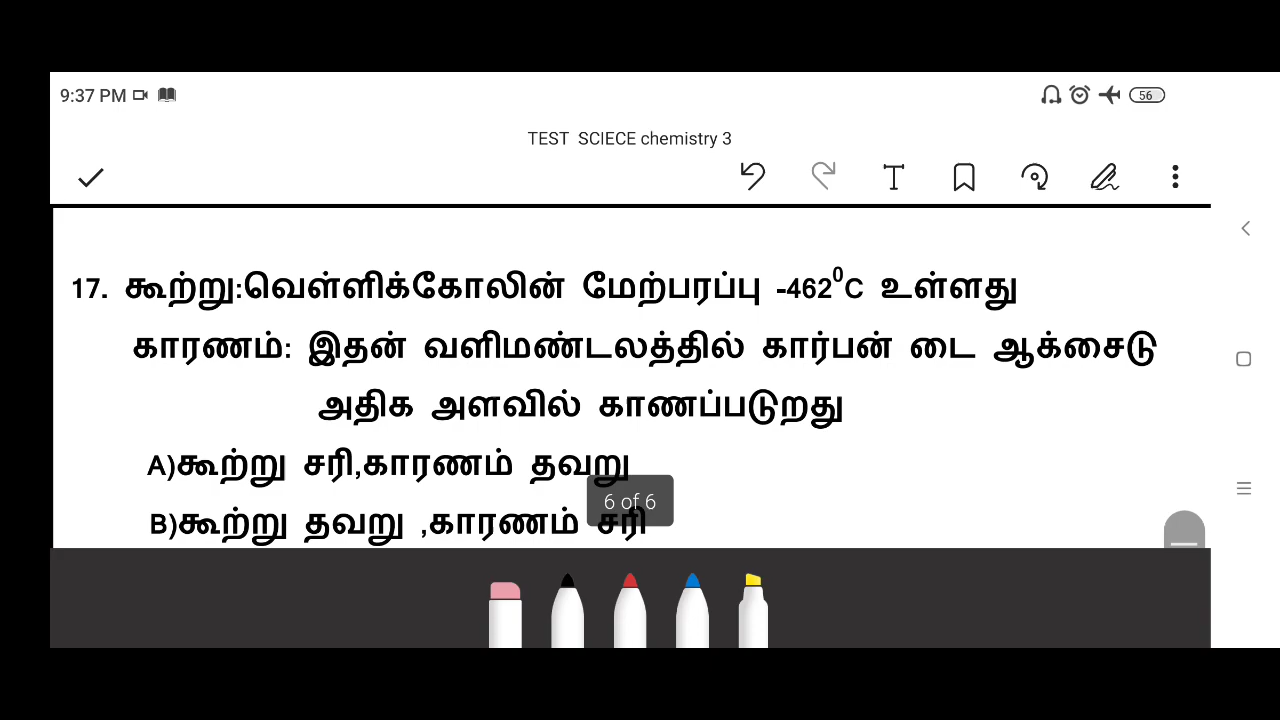 9:37 PM
56
TEST SCIECE chemistry 3
17. கூற்று:வெள்ளிக்கோலின் மேற்பரப்பு -462⁰C உள்ளது
காரணம்: இதன் வளிமண்டலத்தில் கார்பன் டை ஆக்சைடு
அதிக அளவில் காணப்படுறது
A)கூற்று சரி,காரணம் தவறு
6 of 6
B)கூற்று தவறு ,காரணம் சரி